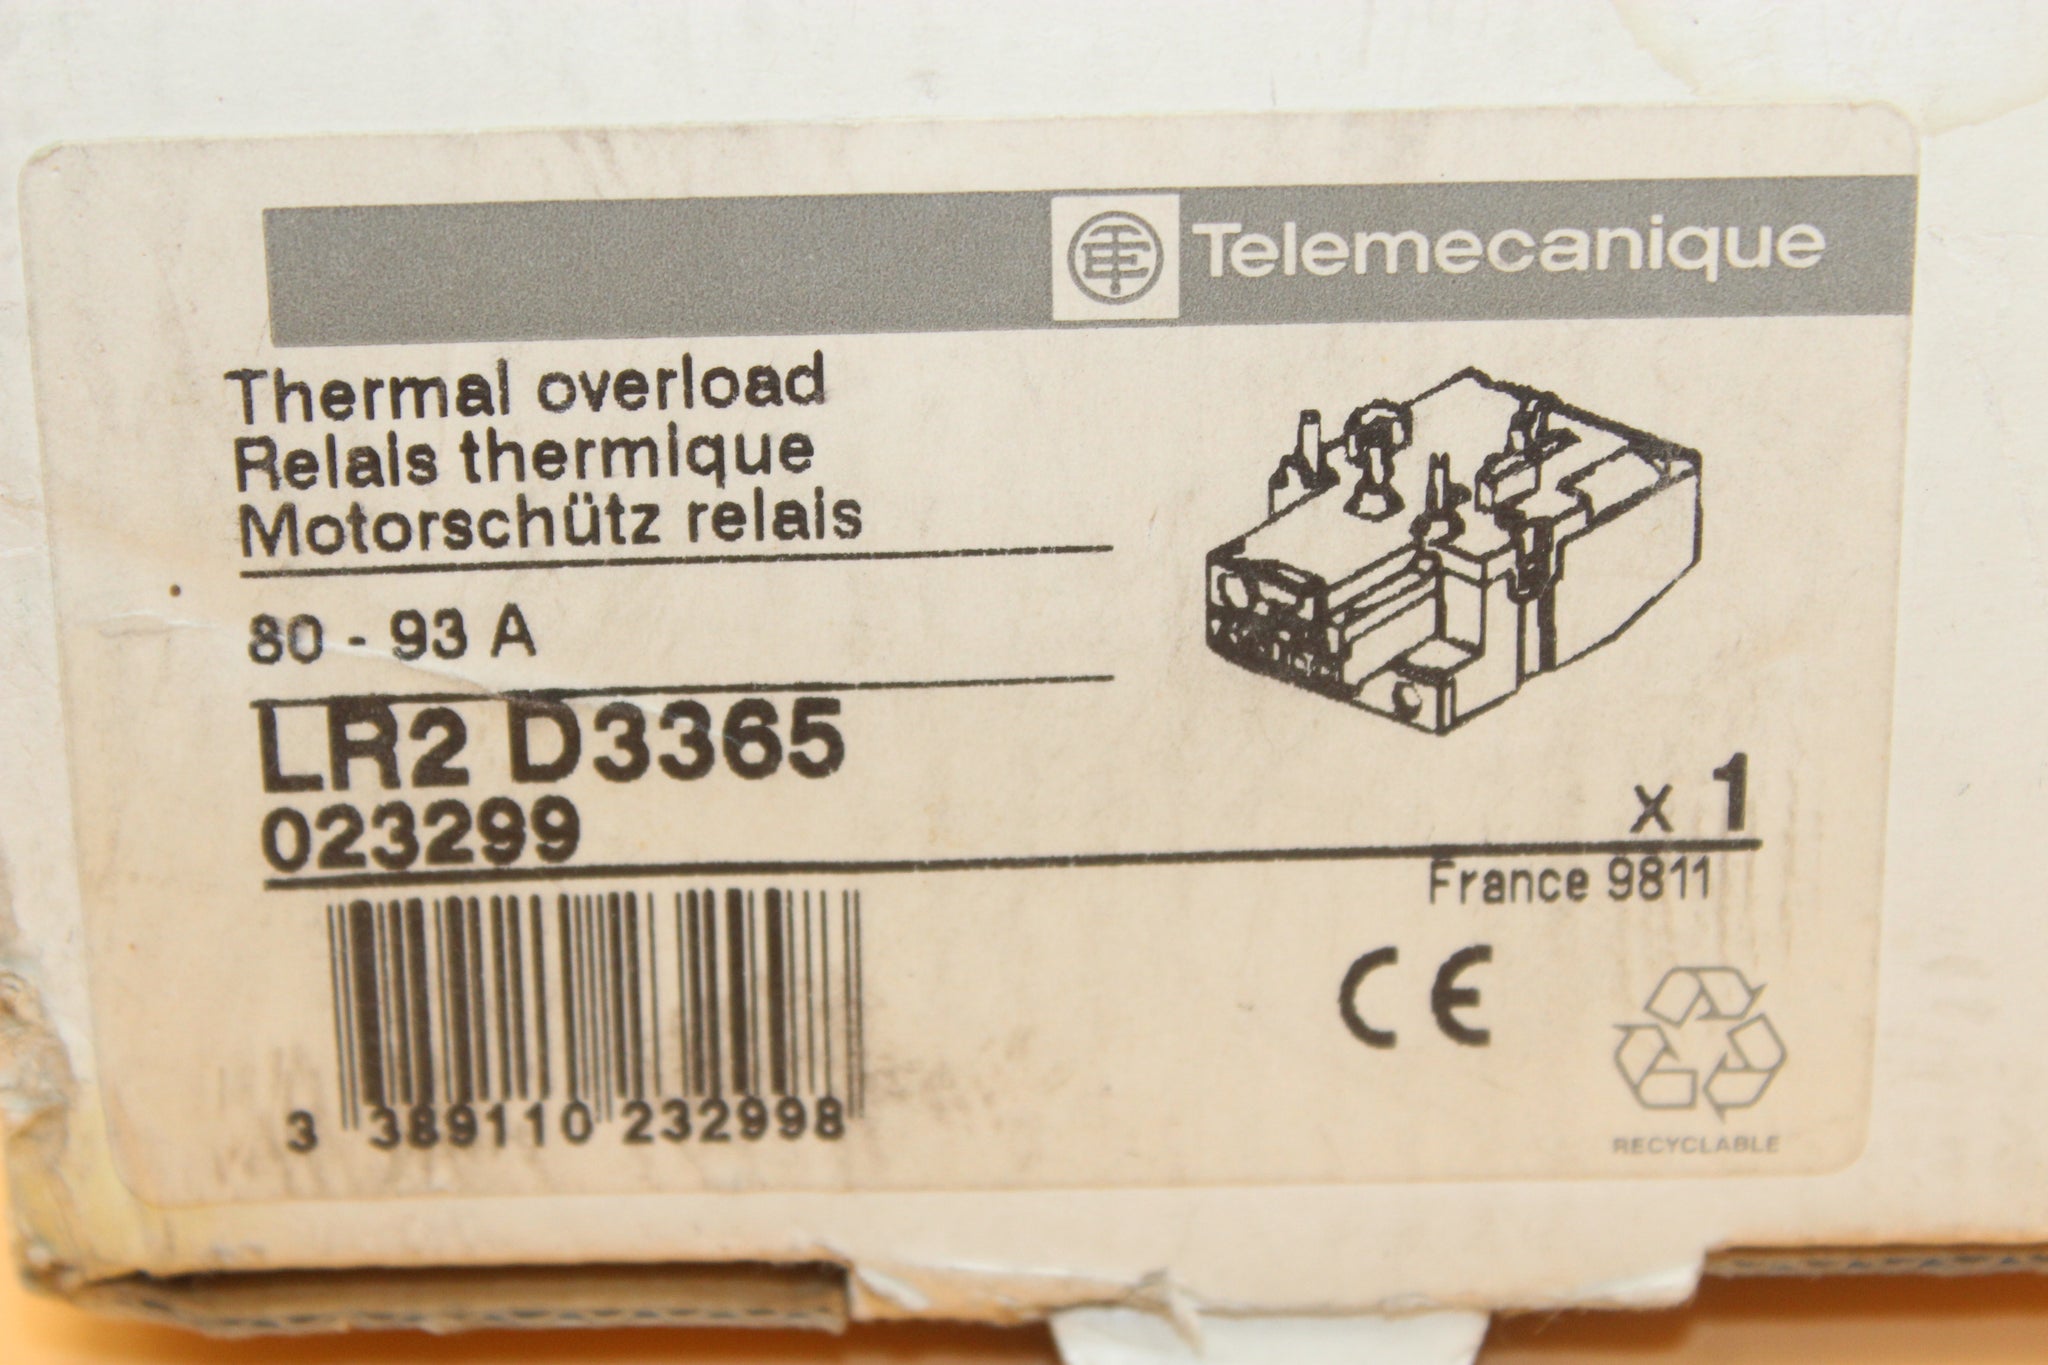 Telemecanique
Thermal overload
Relais thermique
Motorschütz relais
80 - 93 A
LR2 D3365
023299
x 1
France 9811
CE
3 389110 232998
RECYCLABLE